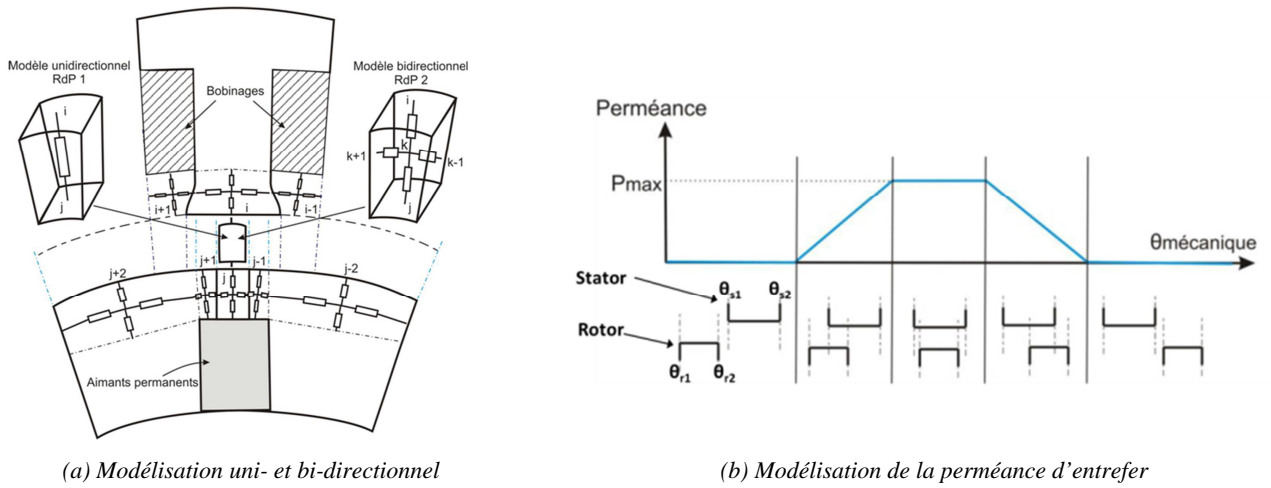 Modèle unidirectionnel
RdP 1
i
j
Bobinages
Modèle bidirectionnel
RdP 2
i
k+1
k
k-1
j
i+1
i
i-1
j+2
j+1
j
j-1
j-2
Aimants permanents
(a) Modélisation uni- et bi-directionnel
Perméance
Pmax
θmécanique
Stator
θs1
θs2
Rotor
θr1
θr2
(b) Modélisation de la perméance d'entrefer